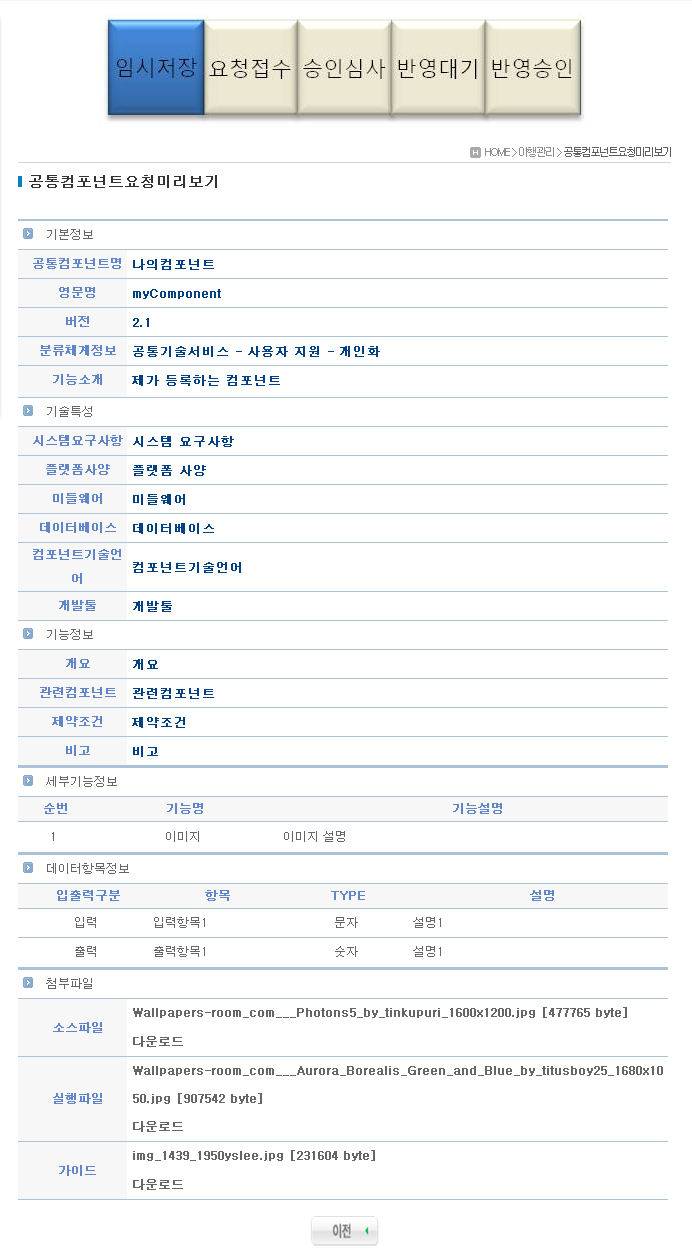 임시저장 요청접수 승인심사 반영대기 반영승인
HOME > 이행관리 > 공통컴포넌트요청미리보기
공통컴포넌트요청미리보기
기본정보
공통컴포넌트명 나의컴포넌트
영문명 myComponent
버전 2.1
분류체계정보 공통기술서비스 - 사용자 지원 - 개인화
기능소개 제가 등록하는 컴포넌트
기술특성
시스템요구사항 시스템 요구사항
플랫폼사양 플랫폼 사양
미들웨어 미들웨어
데이터베이스 데이터베이스
컴포넌트기술언
어 컴포넌트기술언어
개발툴 개발툴
기능정보
개요 개요
관련컴포넌트 관련컴포넌트
제약조건 제약조건
비고 비고
세부기능정보
순번 기능명 기능설명
1 이미지 이미지 설명
데이터항목정보
입출력구분 항목 TYPE 설명
입력 입력항목1 문자 설명1
출력 출력항목1 숫자 설명1
첨부파일
소스파일 Wallpapers-room_com___Photons5_by_tinkupuri_1600x1200.jpg [477765 byte]
다운로드
실행파일 Wallpapers-room_com___Aurora_Borealis_Green_and_Blue_by_titusboy25_1680x10
50.jpg [907542 byte]
다운로드
가이드 img_1439_1950yslee.jpg [231604 byte]
다운로드
이전